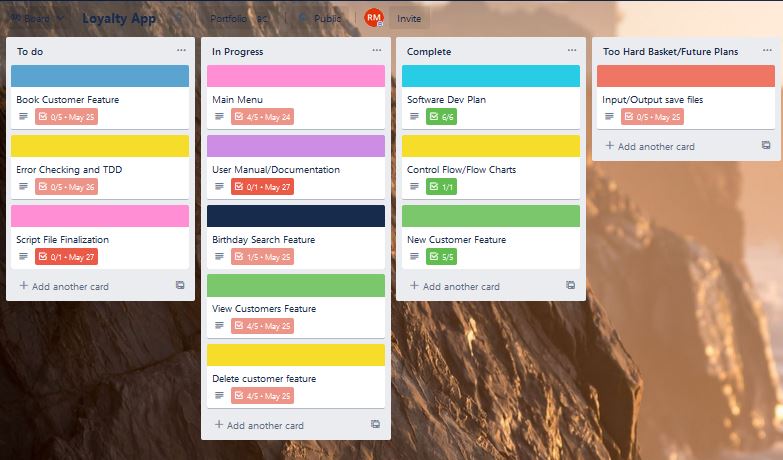 Board
Loyalty App
Portfolio
Public
RM
Invite
To do
Book Customer Feature
0/5 • May 25
Error Checking and TDD
0/5 • May 26
Script File Finalization
0/1 • May 27
Add another card
In Progress
Main Menu
4/5 • May 24
User Manual/Documentation
0/1 • May 27
Birthday Search Feature
1/5 • May 25
View Customers Feature
4/5 • May 25
Delete customer feature
4/5 • May 25
Add another card
Complete
Software Dev Plan
6/6
Control Flow/Flow Charts
1/1
New Customer Feature
5/5
Add another card
Too Hard Basket/Future Plans
Input/Output save files
0/5 • May 25
Add another card